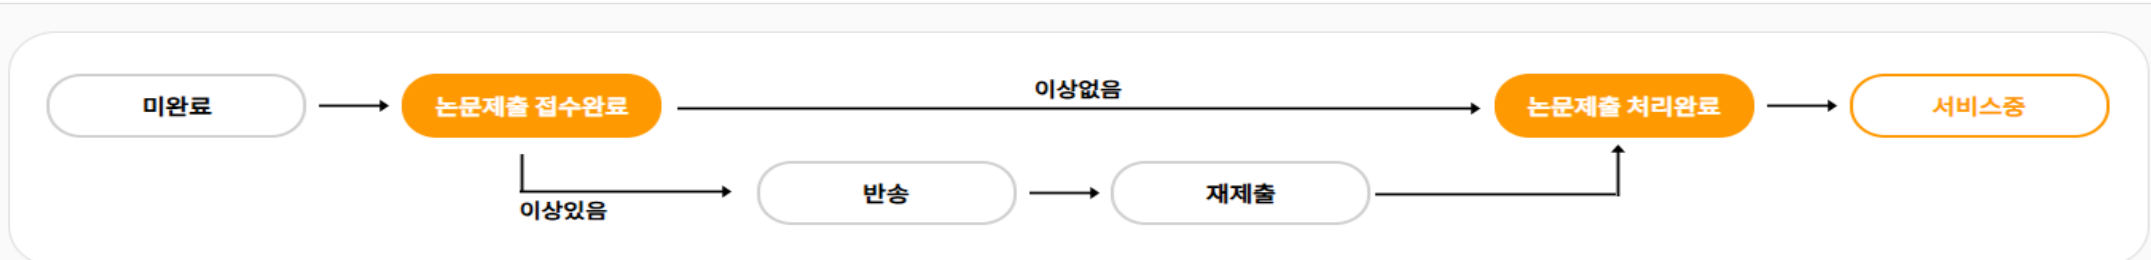 미완료
논문제출 접수완료
이상없음
논문제출 처리완료
서비스중
이상있음
반송
재제출